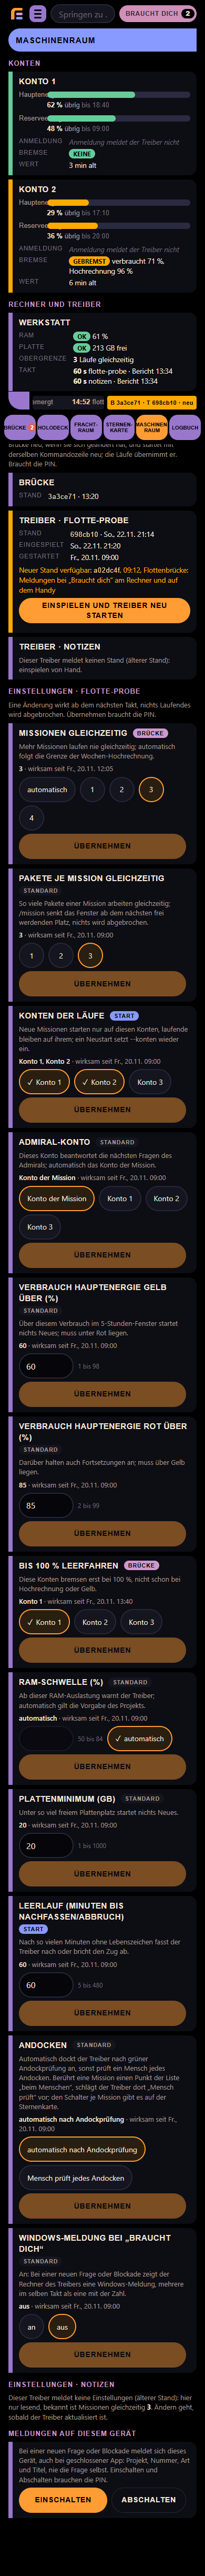 Springen zu .
BRAUCHT DICH 2
MASCHINENRAUM
KONTEN
KONTO 1
62 % übrig bis 18:40
48 % übrig bis 09:00
ANMELDUNG Anmeldung meldet der Treiber nicht
BREMSE KEINE
WERT 3 min alt
KONTO 2
29 % übrig bis 17:10
36 % übrig bis 20:00
ANMELDUNG Anmeldung meldet der Treiber nicht
BREMSE GEBREMST verbraucht 71 %,
Hochrechnung 96 %
WERT 6 min alt
RECHNER UND TREIBER
WERKSTATT
RAM OK 61 %
PLATTE OK 213 GB frei
OBERGRENZE 3 Läufe gleichzeitig
TAKT 60 s flotte-probe · Bericht 13:34
60 s notizen · Bericht 13:34
14:52 flott
B 3a3ce71 · T 698cb10 · neu
BRÜCKE 2
HOLODECK
FRACHT-
RAUM
STERNEN-
KARTE
MASCHINEN
RAUM
LOGBUCH
derselben Kommandozeile neu; die Läufe übernimmt er.
Braucht die PIN.
BRÜCKE
STAND 3a3ce71 · 13:20
TREIBER · FLOTTE-PROBE
STAND 698cb10 · So., 22.11. 21:14
EINGESPIELT So., 22.11. 21:20
GESTARTET Fr., 20.11. 09:00
Neuer Stand verfügbar: a02dc4f. 09:12, Flottenbrücke:
Meldungen bei „Braucht dich“ am Rechner und auf
dem Handy
EINSPIELEN UND TREIBER NEU
STARTEN
TREIBER · NOTIZEN
Dieser Treiber meldet keinen Stand (älterer Stand):
einspielen von Hand.
EINSTELLUNGEN · FLOTTE-PROBE
Eine Änderung wirkt ab dem nächsten Takt, nichts Laufendes
wird abgebrochen. Übernehmen braucht die PIN.
MISSIONEN GLEICHZEITIG BRÜCKE
Mehr Missionen laufen nie gleichzeitig; automatisch
folgt die Grenze der Wochen-Hochrechnung.
3 · wirksam seit Fr., 20.11. 12:05
automatisch 1 2 3
4
ÜBERNEHMEN
PAKETE JE MISSION GLEICHZEITIG
STANDARD
So viele Pakete einer Mission arbeiten gleichzeitig;
/mission senkt das Fenster ab dem nächsten frei
werdenden Platz, nichts wird abgebrochen.
3 · wirksam seit Fr., 20.11. 09:00
1 2 3
ÜBERNEHMEN
KONTEN DER LÄUFE START
Neue Missionen starten nur auf diesen Konten, laufende
bleiben auf ihrem; ein Neustart setzt --konten wieder
ein.
Konto 1, Konto 2 · wirksam seit Fr., 20.11. 09:00
✓ Konto 1 ✓ Konto 2 Konto 3
ÜBERNEHMEN
ADMIRAL-KONTO STANDARD
Dieses Konto beantwortet die nächsten Fragen des
Admirals; automatisch das Konto der Mission.
Konto der Mission · wirksam seit Fr., 20.11. 09:00
Konto der Mission Konto 1 Konto 2
Konto 3
ÜBERNEHMEN
VERBRAUCH HAUPTENERGIE GELB
ÜBER (%)
STANDARD
Über diesem Verbrauch im 5-Stunden-Fenster startet
nichts Neues; muss unter Rot liegen.
60 · wirksam seit Fr., 20.11. 09:00
60 1 bis 98
ÜBERNEHMEN
VERBRAUCH HAUPTENERGIE ROT ÜBER
(%)
STANDARD
Darüber halten auch Fortsetzungen an; muss über Gelb
liegen.
85 · wirksam seit Fr., 20.11. 09:00
85 2 bis 99
ÜBERNEHMEN
BIS 100 % LEERFAHREN BRÜCKE
Diese Konten bremsen erst bei 100 %, nicht schon bei
Hochrechnung oder Gelb.
Konto 1 · wirksam seit Fr., 20.11. 13:40
✓ Konto 1 Konto 2 Konto 3
ÜBERNEHMEN
RAM-SCHWELLE (%) STANDARD
Ab dieser RAM-Auslastung warnt der Treiber;
automatisch gilt die Vorgabe des Projekts.
automatisch · wirksam seit Fr., 20.11. 09:00
50 bis 84 ✓ automatisch
ÜBERNEHMEN
PLATTENMINIMUM (GB) STANDARD
Unter so viel freiem Plattenplatz startet nichts Neues.
20 · wirksam seit Fr., 20.11. 09:00
20 1 bis 1000
ÜBERNEHMEN
LEERLAUF (MINUTEN BIS
NACHFASSEN/ABBRUCH)
START
Nach so vielen Minuten ohne Lebenszeichen fasst der
Treiber nach oder bricht den Zug ab.
60 · wirksam seit Fr., 20.11. 09:00
60 5 bis 480
ÜBERNEHMEN
ANDOCKEN STANDARD
Automatisch dockt der Treiber nach grüner
Andockprüfung an, sonst prüft ein Mensch jedes
Andocken. Berührt eine Mission einen Punkt der Liste
„beim Menschen“, schlägt der Treiber dort „Mensch
prüft“ vor; den Schalter je Mission gibt es auf der
Sternenkarte.
automatisch nach Andockprüfung · wirksam seit Fr.,
20.11. 09:00
automatisch nach Andockprüfung
Mensch prüft jedes Andocken
ÜBERNEHMEN
WINDOWS-MELDUNG BEI „BRAUCHT
DICH“
STANDARD
An: Bei einer neuen Frage oder Blockade zeigt der
Rechner des Treibers eine Windows-Meldung, mehrere
im selben Takt als eine mit der Zahl.
aus · wirksam seit Fr., 20.11. 09:00
an aus
ÜBERNEHMEN
EINSTELLUNGEN · NOTIZEN
Dieser Treiber meldet keine Einstellungen (älterer Stand): hier
nur lesend, bekannt ist Missionen gleichzeitig 3. Ändern geht,
sobald der Treiber aktualisiert ist.
MELDUNGEN AUF DIESEM GERÄT
Bei einer neuen Frage oder Blockade meldet sich dieses
Gerät, auch bei geschlossener App: Projekt, Nummer, Art
und Titel, nie die Frage selbst. Einschalten und
Abschalten brauchen die PIN.
EINSCHALTEN ABSCHALTEN